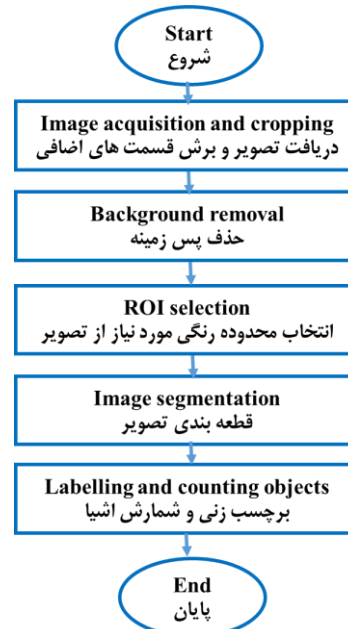 Start
شروع
Image acquisition and cropping
دریافت تصویر و برش قسمت های اضافی
Background removal
حذف پس زمینه
ROI selection
انتخاب محدوده رنگی مورد نیاز از تصویر
Image segmentation
قطعه بندی تصویر
Labelling and counting objects
برچسب زنی و شمارش اشیا
End
پایان